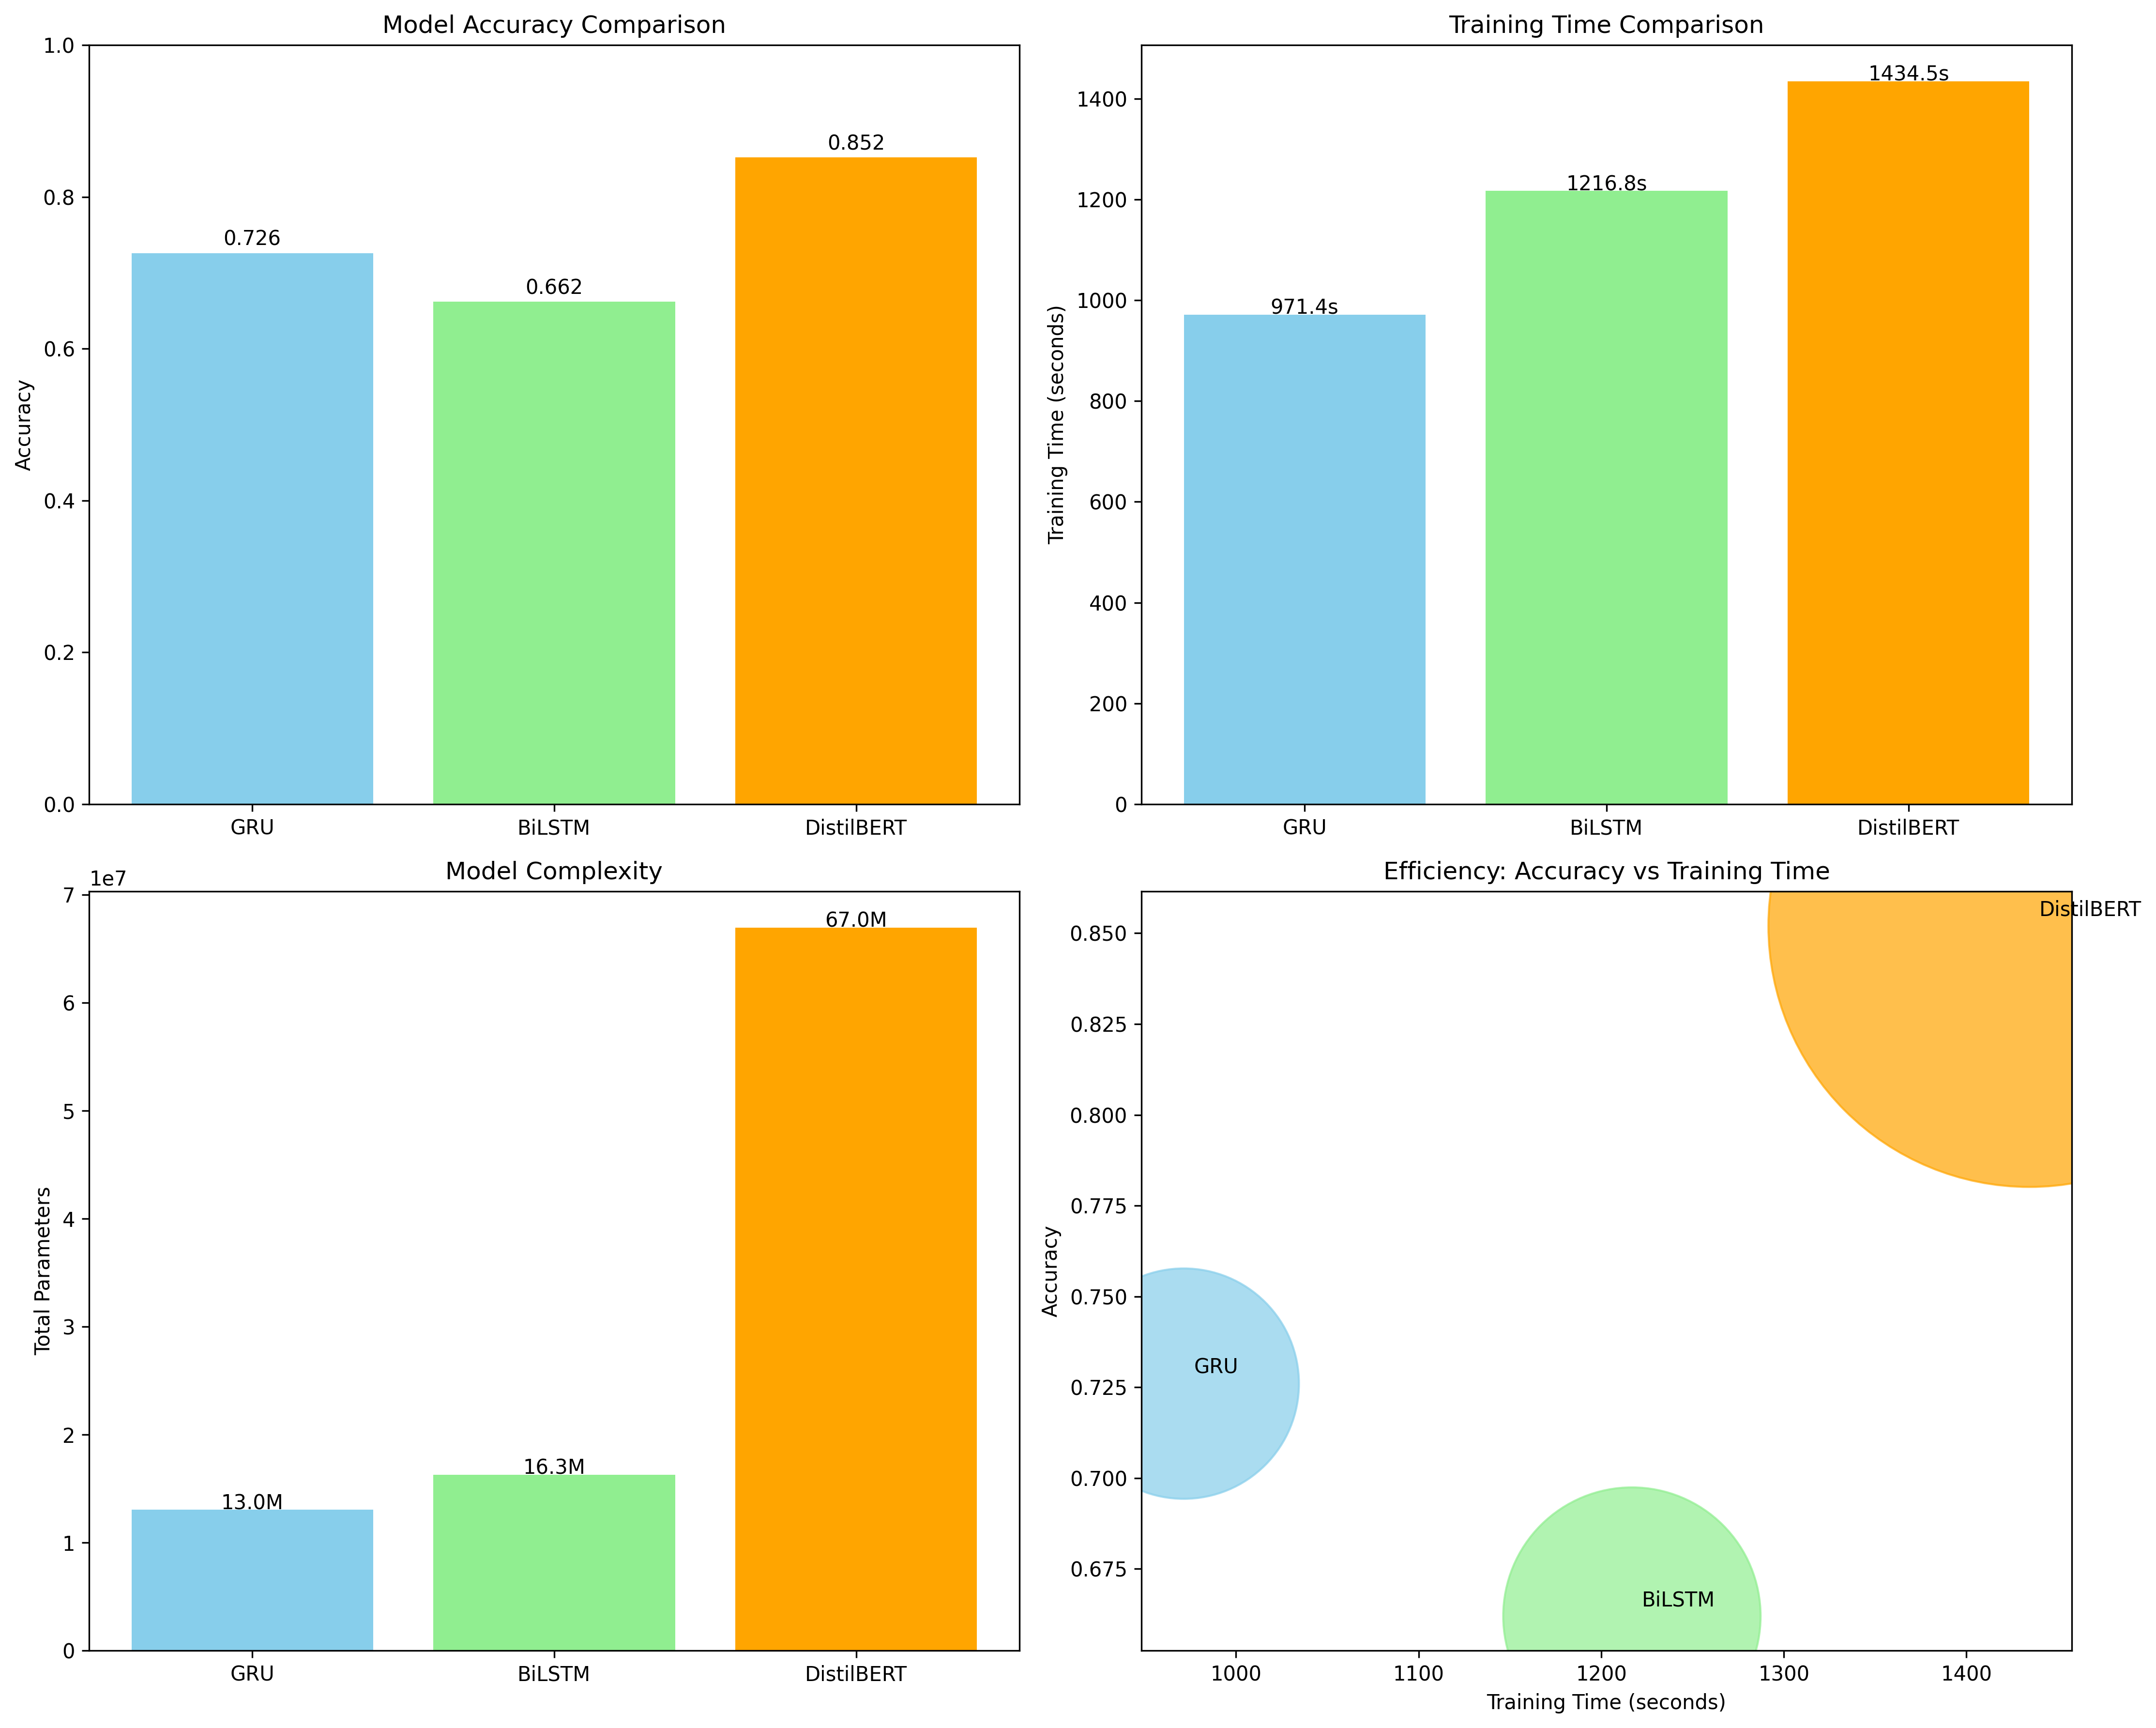 Model Accuracy Comparison
1.0
0.8
0.6
0.4
0.2
0.0
Accuracy
0.726
0.662
0.852
GRU
BiLSTM
DistilBERT
Training Time Comparison
1400
1200
1000
800
600
400
200
0
Training Time (seconds)
971.4s
1216.8s
1434.5s
GRU
BiLSTM
DistilBERT
Model Complexity
1e7
7
6
5
4
3
2
1
0
Total Parameters
13.0M
16.3M
67.0M
GRU
BiLSTM
DistilBERT
Efficiency: Accuracy vs Training Time
0.850
0.825
0.800
0.775
0.750
0.725
0.700
0.675
Accuracy
DistilBERT
GRU
BiLSTM
1000
1100
1200
1300
1400
Training Time (seconds)